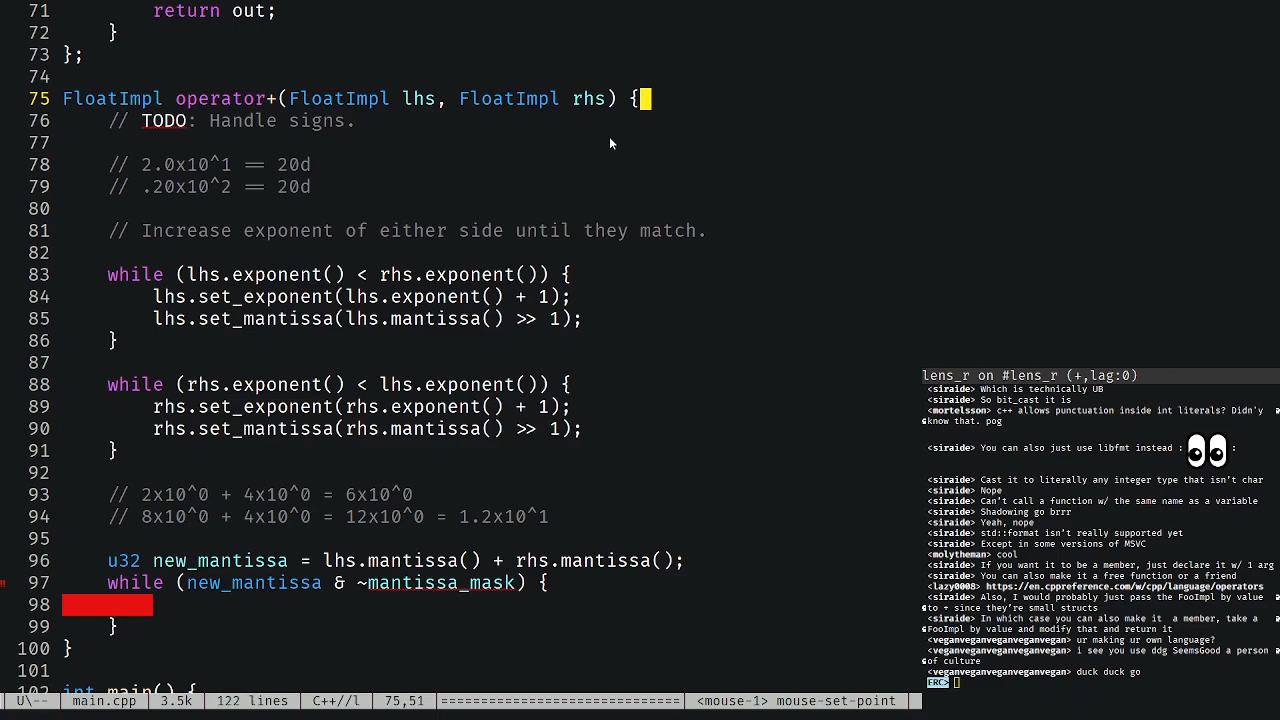 71         return out;
72     }
73 };
74
75 FloatImpl operator+(FloatImpl lhs, FloatImpl rhs) {
76     // TODO: Handle signs.
77
78     // 2.0x10^1 == 20d
79     // .20x10^2 == 20d
80
81     // Increase exponent of either side until they match.
82
83     while (lhs.exponent() < rhs.exponent()) {
84         lhs.set_exponent(lhs.exponent() + 1);
85         lhs.set_mantissa(lhs.mantissa() >> 1);
86     }
87
88     while (rhs.exponent() < lhs.exponent()) {
89         rhs.set_exponent(rhs.exponent() + 1);
90         rhs.set_mantissa(rhs.mantissa() >> 1);
91     }
92
93     // 2x10^0 + 4x10^0 = 6x10^0
94     // 8x10^0 + 4x10^0 = 12x10^0 = 1.2x10^1
95
96     u32 new_mantissa = lhs.mantissa() + rhs.mantissa();
97     while (new_mantissa & ~mantissa_mask) {
98
99     }
100 }
101
102 int main() {
U\-- main.cpp 3.5k 122 lines C++//l 75,51 <mouse-1> mouse-set-point
lens_r on #lens_r (+,lag:0)
<siraide> Which is technically UB
<siraide> So bit_cast it is
<mortelsson> c++ allows punctuation inside int literals? Didn'y
know that. pog
<siraide> You can also just use libfmt instead : :
<siraide> Cast it to literally any integer type that isn't char
<siraide> Nope
<siraide> Can't call a function w/ the same name as a variable
<siraide> Shadowing go brrr
<siraide> Yeah, nope
<siraide> std::format isn't really supported yet
<siraide> Except in some versions of MSVC
<molytheman> cool
<siraide> If you want it to be a member, just declare it w/ 1 arg
<siraide> You can also make it a free function or a friend
<lazy0008> https://en.cppreference.com/w/cpp/language/operators
<siraide> Also, I would probably just pass the FooImpl by value
to + since they're small structs
<siraide> In which case you can also make it  a member, take a
FooImpl by value and modify that and return it
<veganveganveganveganvegan> ur making ur own language?
<veganveganveganveganvegan> i see you use ddg SeemsGood a person
of culture
<veganveganveganveganvegan> duck duck go
ERC>